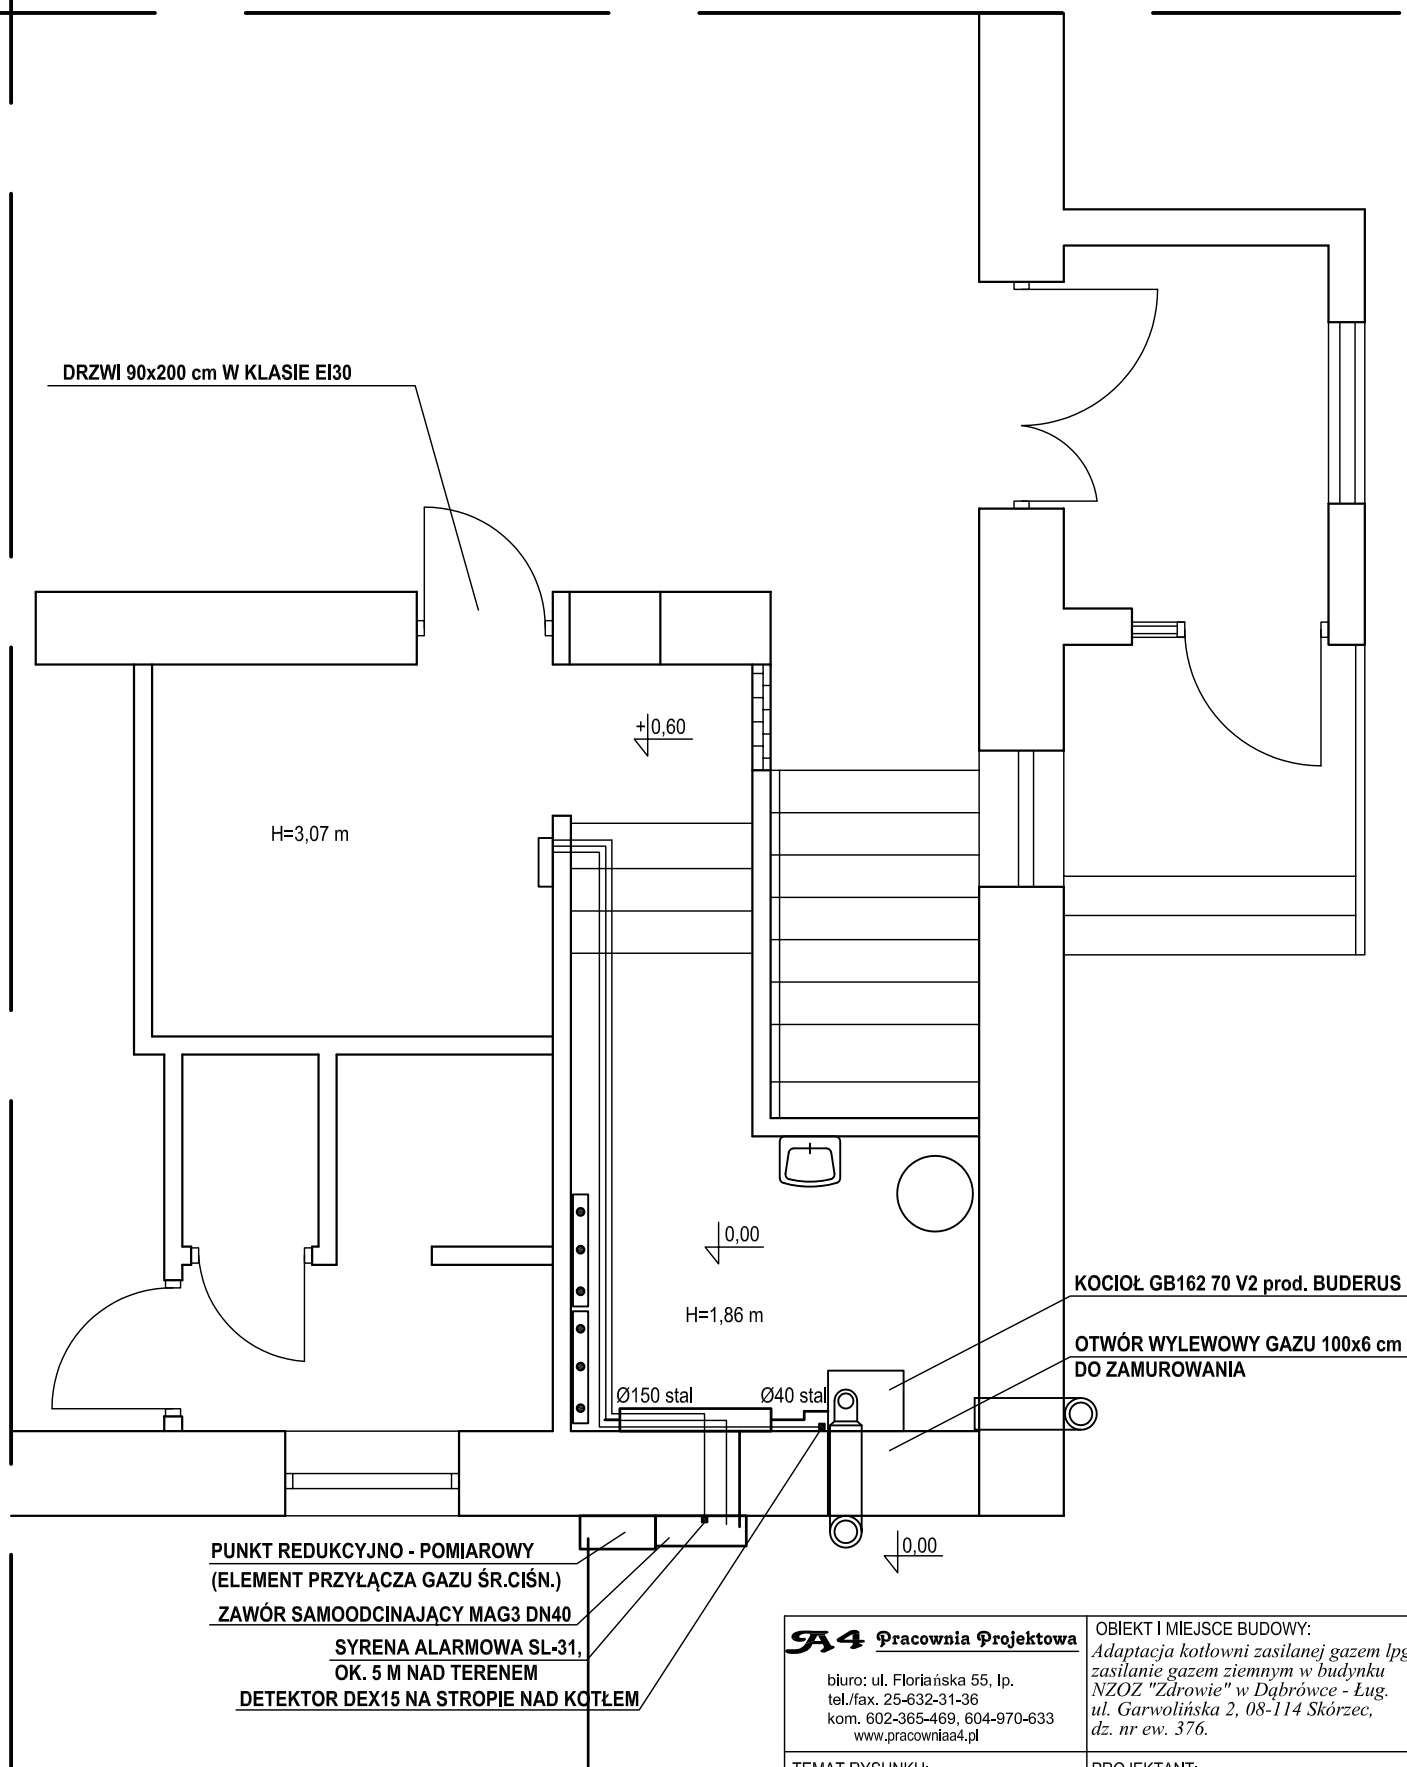 DRZWI 90x200 cm W KLASIE EI30
+0,60
H=3,07 m
0,00
H=1,86 m
KOCIOŁ GB162 70 V2 prod. BUDERUS
OTWÓR WYLEWOWY GAZU 100x6 cm
DO ZAMUROWANIA
Ø150 stal
Ø40 stal
0,00
PUNKT REDUKCYJNO - POMIAROWY
(ELEMENT PRZYŁĄCZA GAZU ŚR.CIŚN.)
ZAWÓR SAMOODCINAJĄCY MAG3 DN40
SYRENA ALARMOWA SL-31,
OK. 5 M NAD TERENEM
DETEKTOR DEX15 NA STROPIE NAD KOTŁEM
A4 Pracownia Projektowa
biuro: ul. Floriańska 55, Ip.
tel./fax. 25-632-31-36
kom. 602-365-469, 604-970-633
www.pracowniaa4.pl
OBIEKT I MIEJSCE BUDOWY:
Adaptacja kotłowni zasilanej gazem lpg
zasilanie gazem ziemnym w budynku
NZOZ "Zdrowie" w Dąbrówce - Ług.
ul. Garwolińska 2, 08-114 Skórzec,
dz. nr ew. 376.
TEMAT RYSUNKU:
PROJEKTANT: